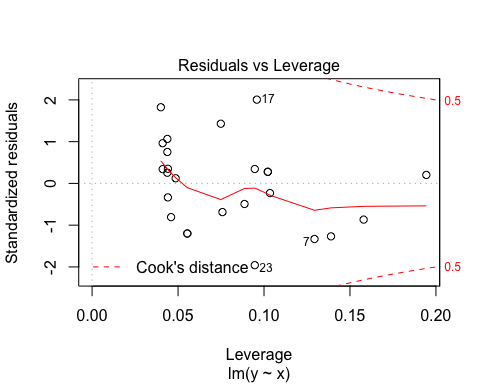 Residuals vs Leverage
Standardized residuals
2
1
0
-1
-2
17
7
23
0.5
0.5
Cook's distance
0.00 0.05 0.10 0.15 0.20
Leverage
lm(y ~ x)